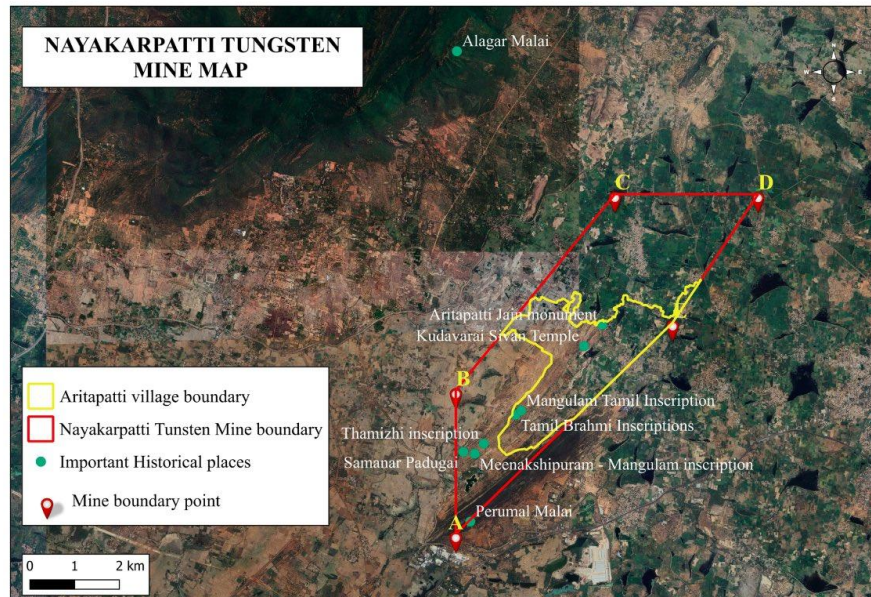 NAYAKARPATTI TUNGSTEN
MINE MAP
Alagar Malai
N
W
E
S
C
D
Aritapatti Jain monument
Kudavarai Sivan Temple
E
B
Mangulam Tamil Inscription
Tamil Brahmi Inscriptions
Thamizhi inscription
Samanar Padugai
Meenakshipuram - Mangulam inscription
A
Perumal Malai
Aritapatti village boundary
Nayakarpatti Tunsten Mine boundary
Important Historical places
Mine boundary point
0 1 2 km